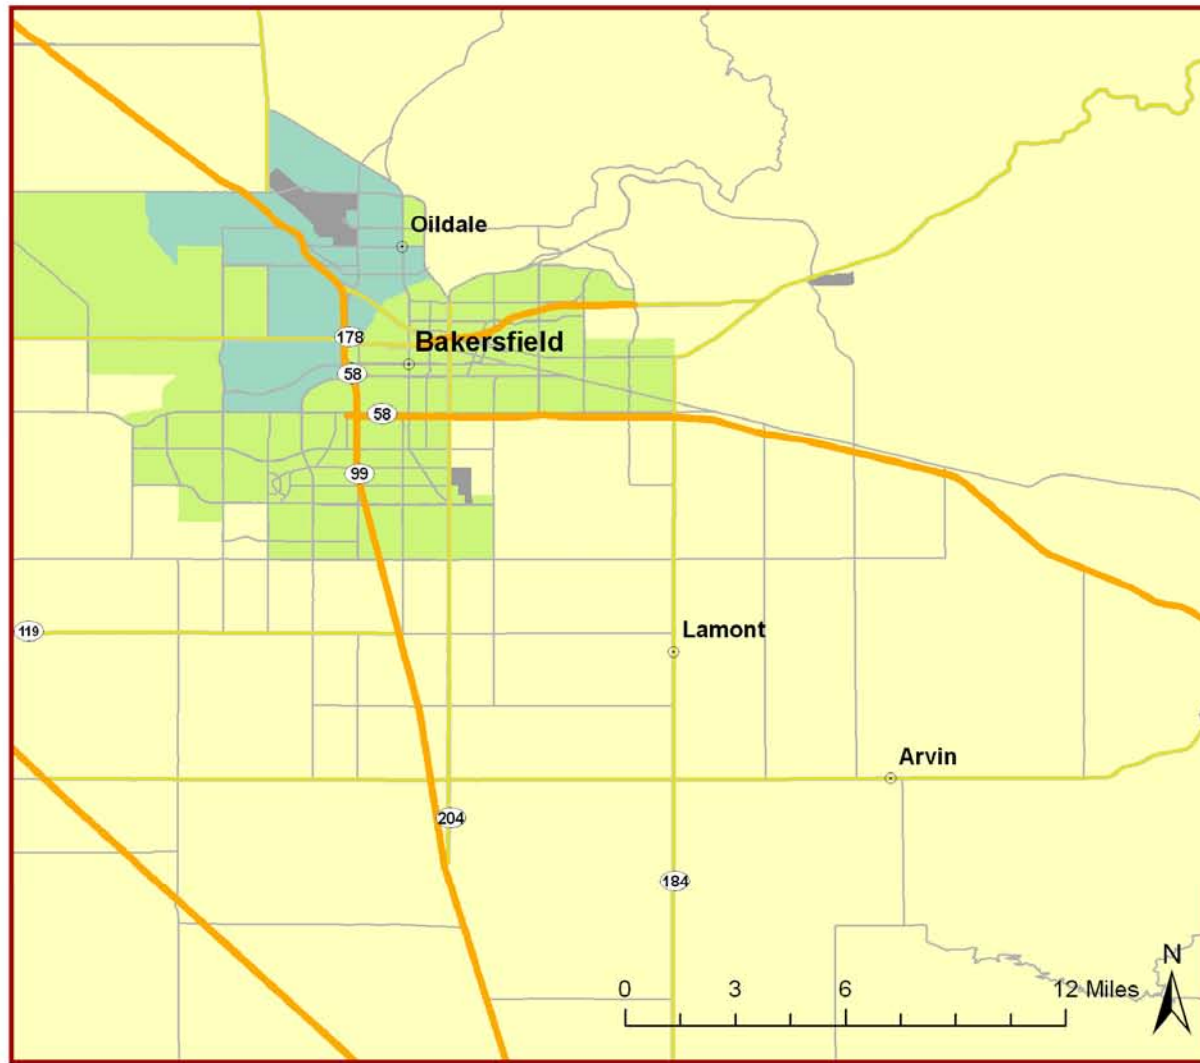 Oildale
178
Bakersfield
58
58
99
119
Lamont
Arvin
204
184
N
0 3 6 12 Miles